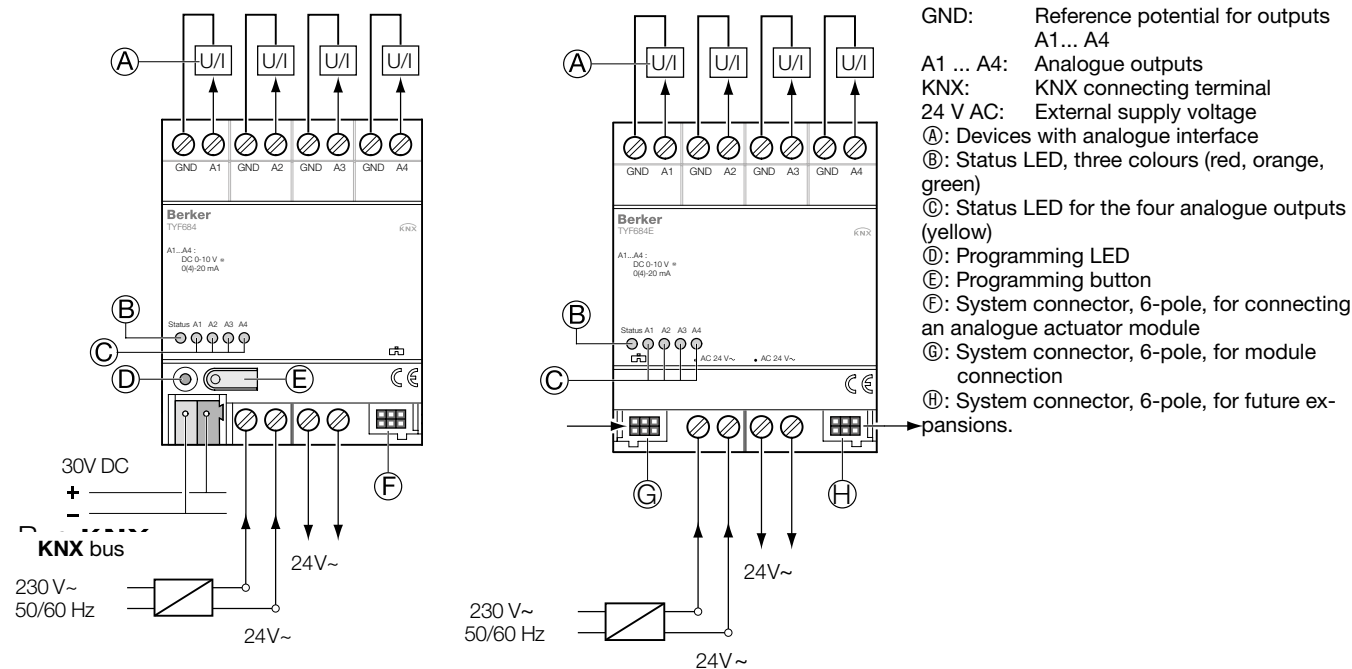 A
U/I U/I U/I U/I
GND A1 GND A2 GND A3 GND A4
Berker
TYF684
KNX
A1...A4 :
DC 0-10 V
0(4)-20 mA
B
Status A1 A2 A3 A4
C
D
E
CE
F
30V DC
+
–
KNX bus
24V~
230 V~
50/60 Hz
24V~
A
U/I U/I U/I U/I
GND A1 GND A2 GND A3 GND A4
Berker
TYF684E
KNX
A1...A4 :
DC 0-10 V
0(4)-20 mA
B
Status A1 A2 A3 A4
AC 24 V~ AC 24 V~
C
CE
G
H
24V~
230 V~
50/60 Hz
24V~
GND: Reference potential for outputs
A1... A4
A1 ... A4: Analogue outputs
KNX: KNX connecting terminal
24 V AC: External supply voltage
Ⓐ: Devices with analogue interface
Ⓑ: Status LED, three colours (red, orange,
green)
Ⓒ: Status LED for the four analogue outputs
(yellow)
Ⓓ: Programming LED
Ⓔ: Programming button
Ⓕ: System connector, 6-pole, for connecting
an analogue actuator module
Ⓖ: System connector, 6-pole, for module
connection
Ⓗ: System connector, 6-pole, for future ex-
pansions.